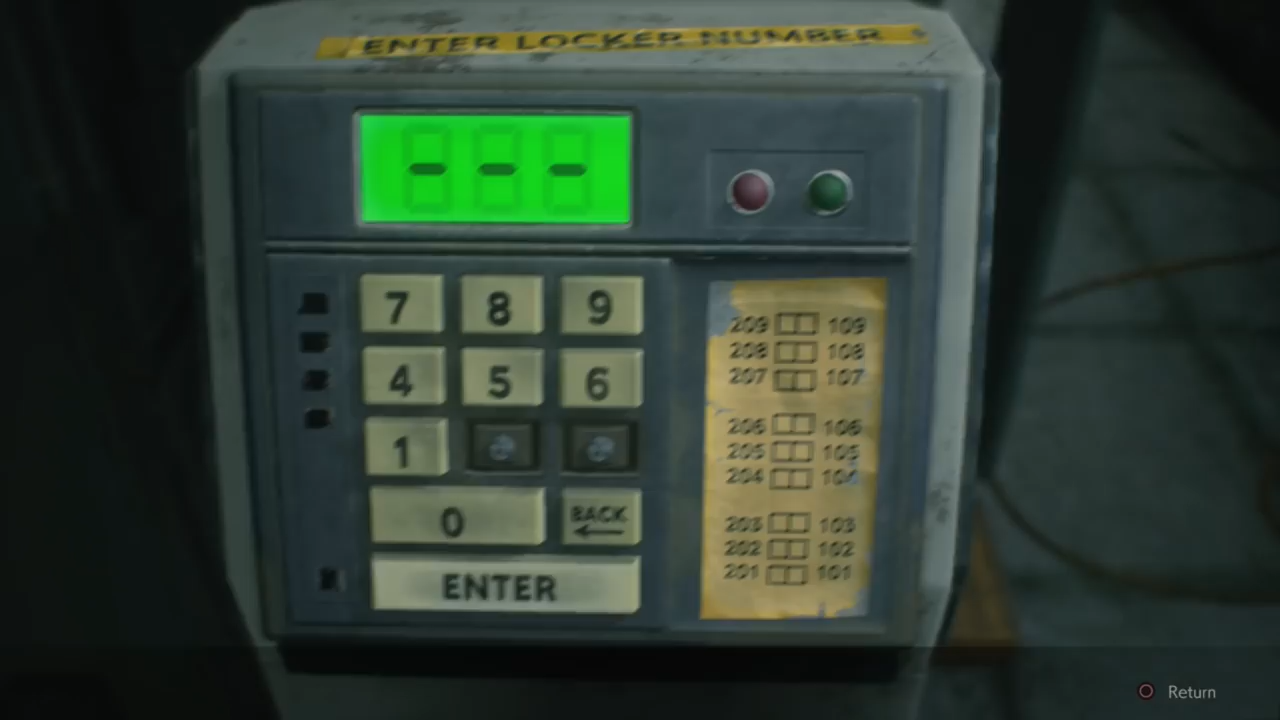 ENTER LOCKER NUMBER
- - -
7 8 9
4 5 6
1
0 BACK
ENTER
209 109
208 108
207 107
206 106
205 105
204 104
203 103
202 102
201 101
Return